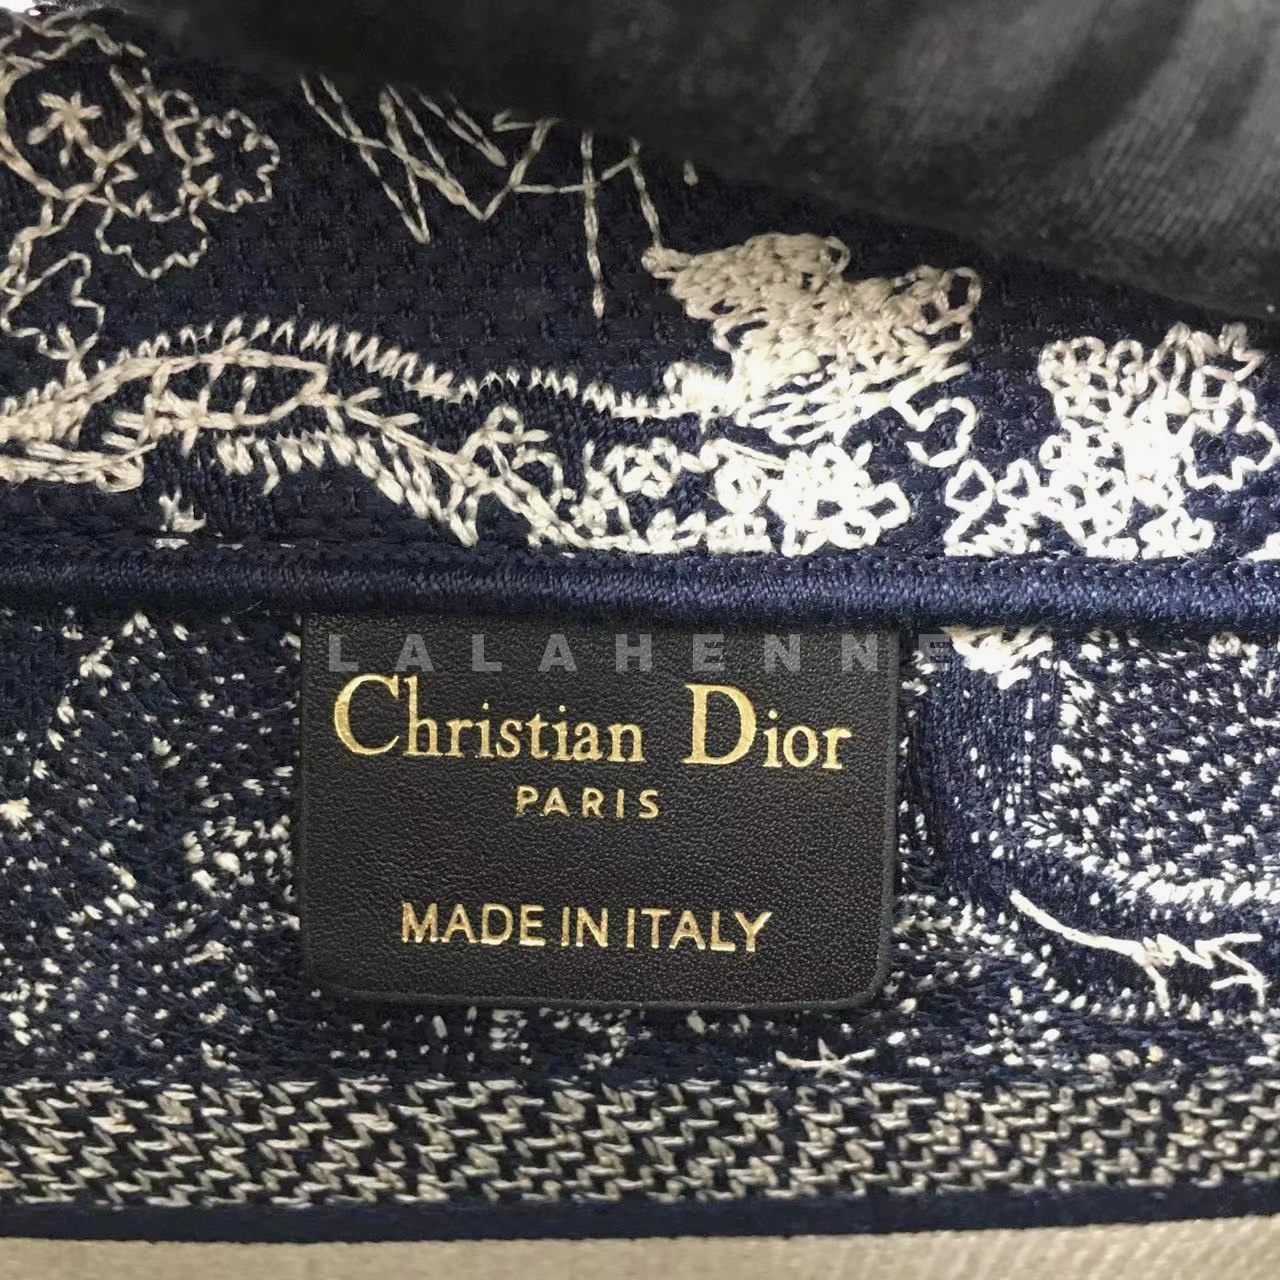 LALAHENNE
Christian Dior
PARIS
MADE IN ITALY